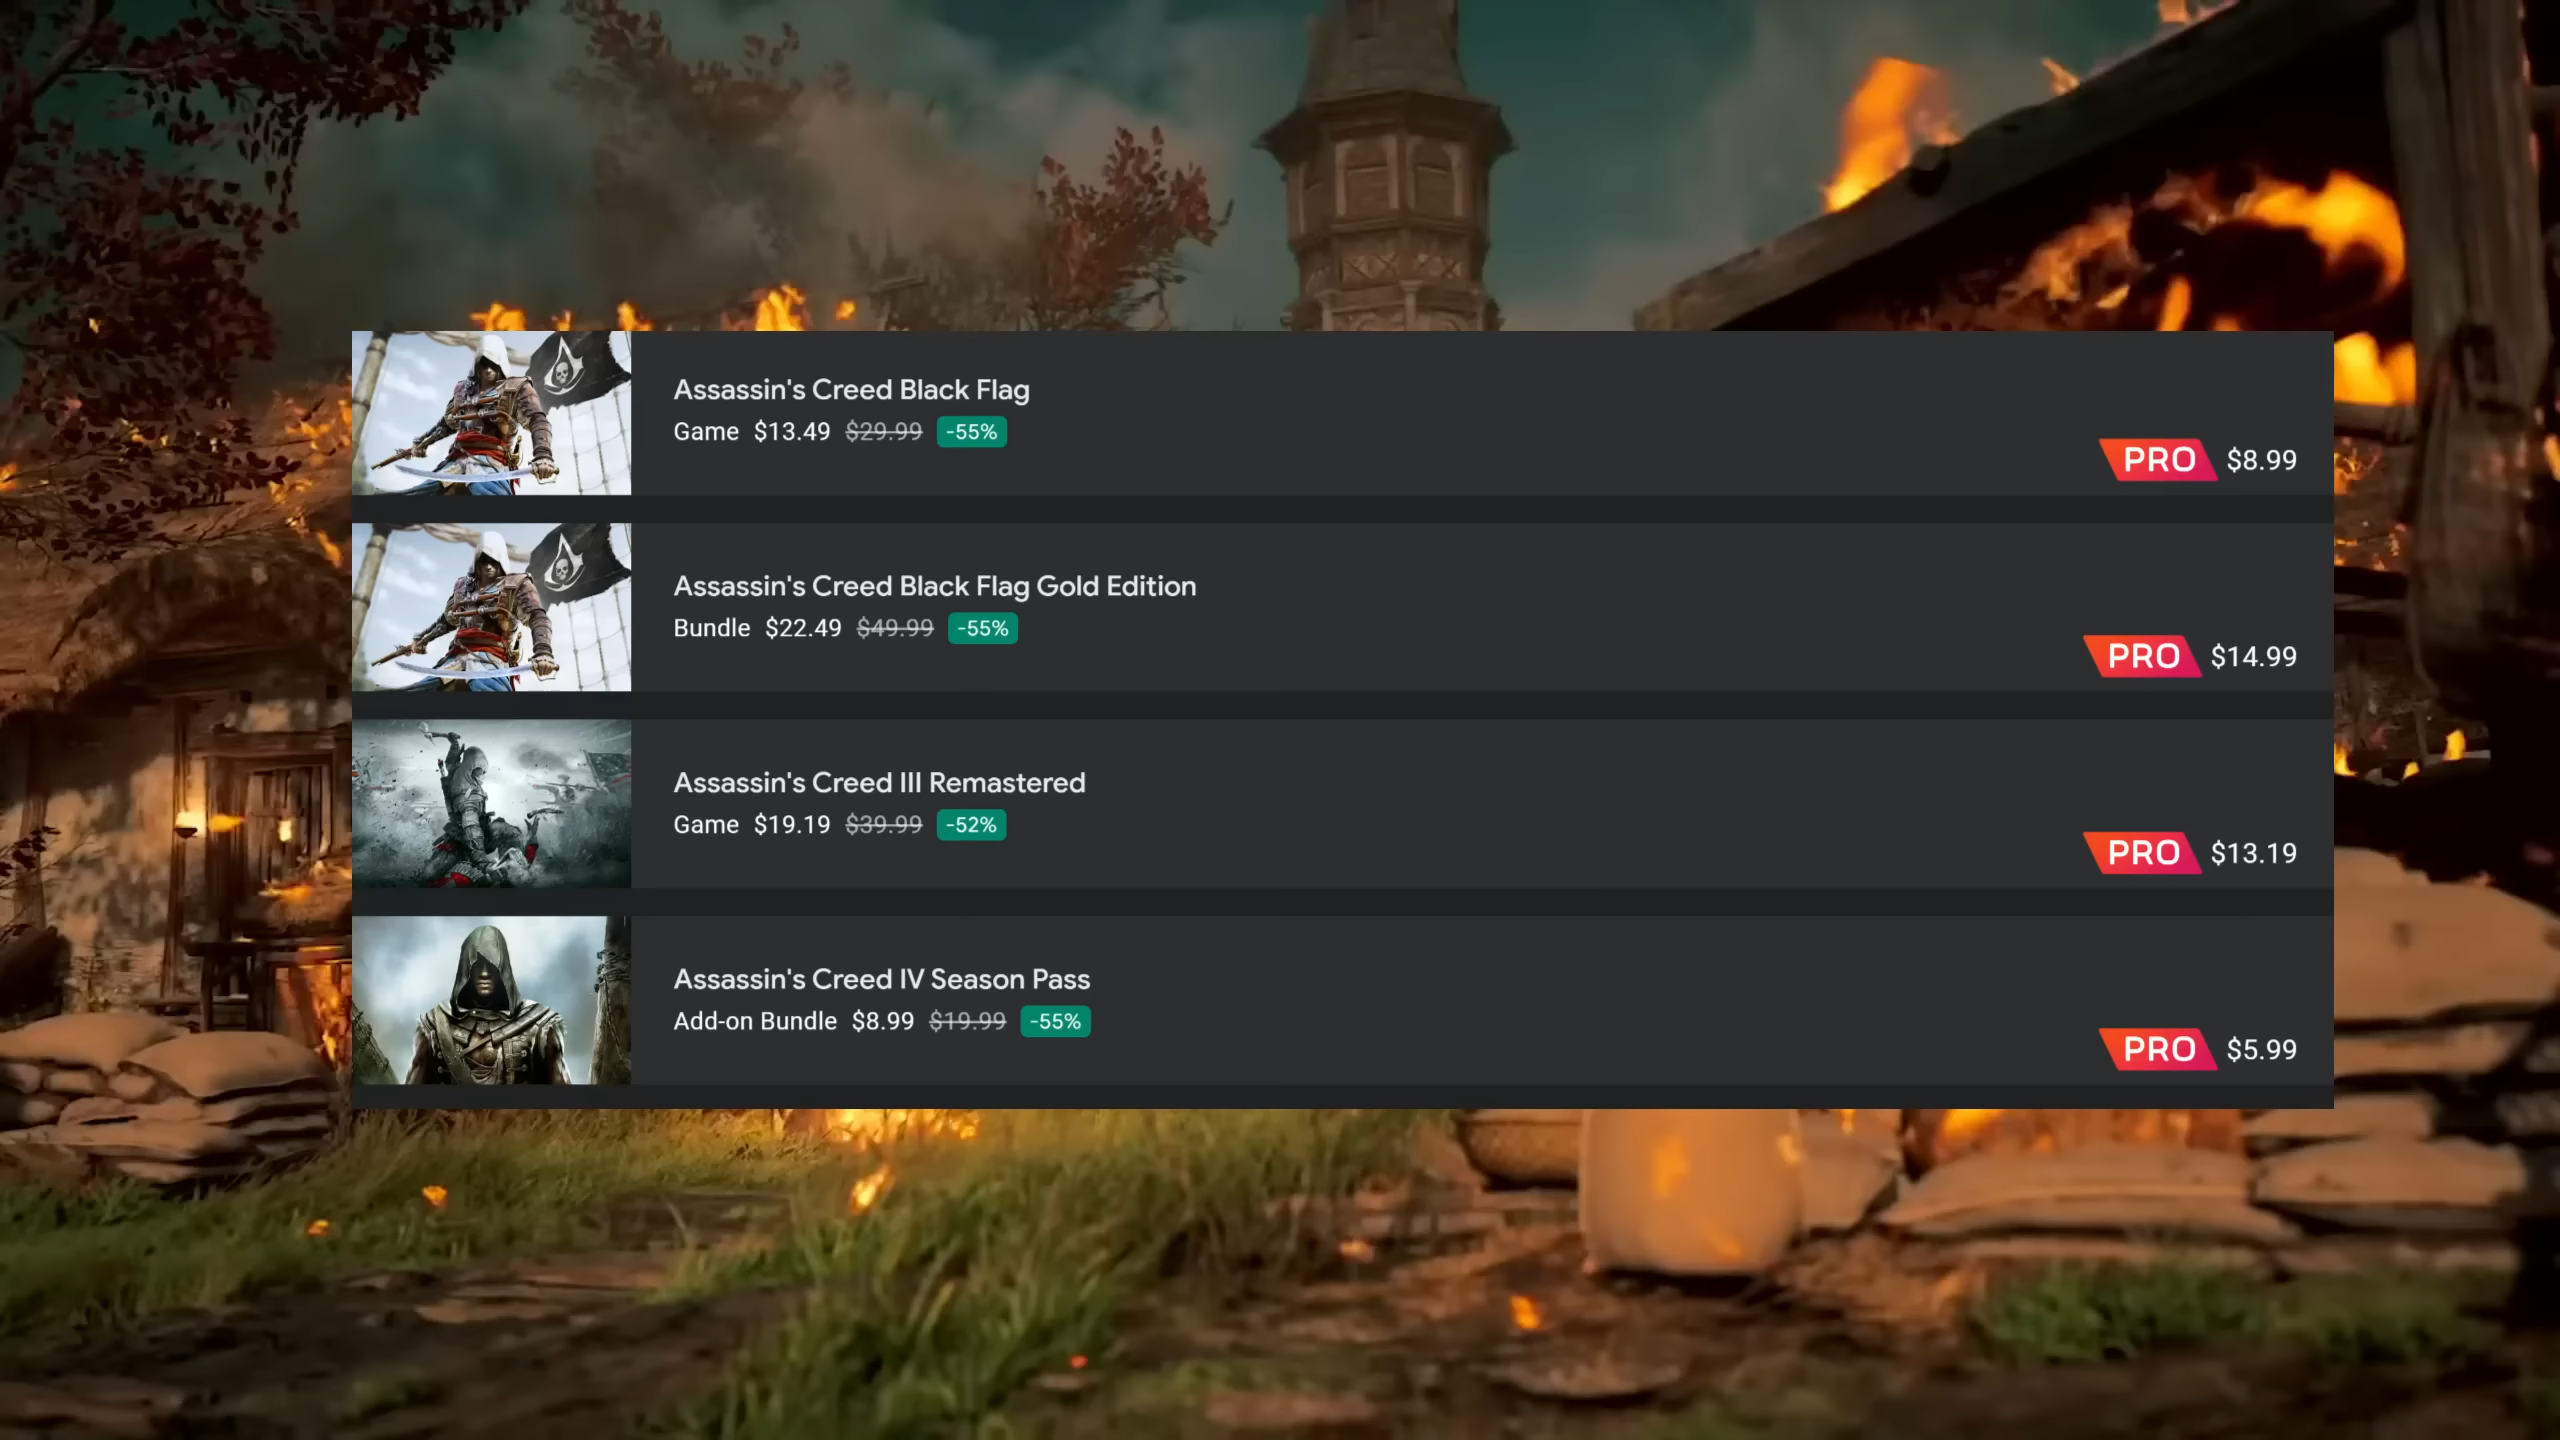 Assassin's Creed Black Flag
Game $13.49 $29.99 -55%
PRO $8.99
Assassin's Creed Black Flag Gold Edition
Bundle $22.49 $49.99 -55%
PRO $14.99
Assassin's Creed III Remastered
Game $19.19 $39.99 -52%
PRO $13.19
Assassin's Creed IV Season Pass
Add-on Bundle $8.99 $19.99 -55%
PRO $5.99